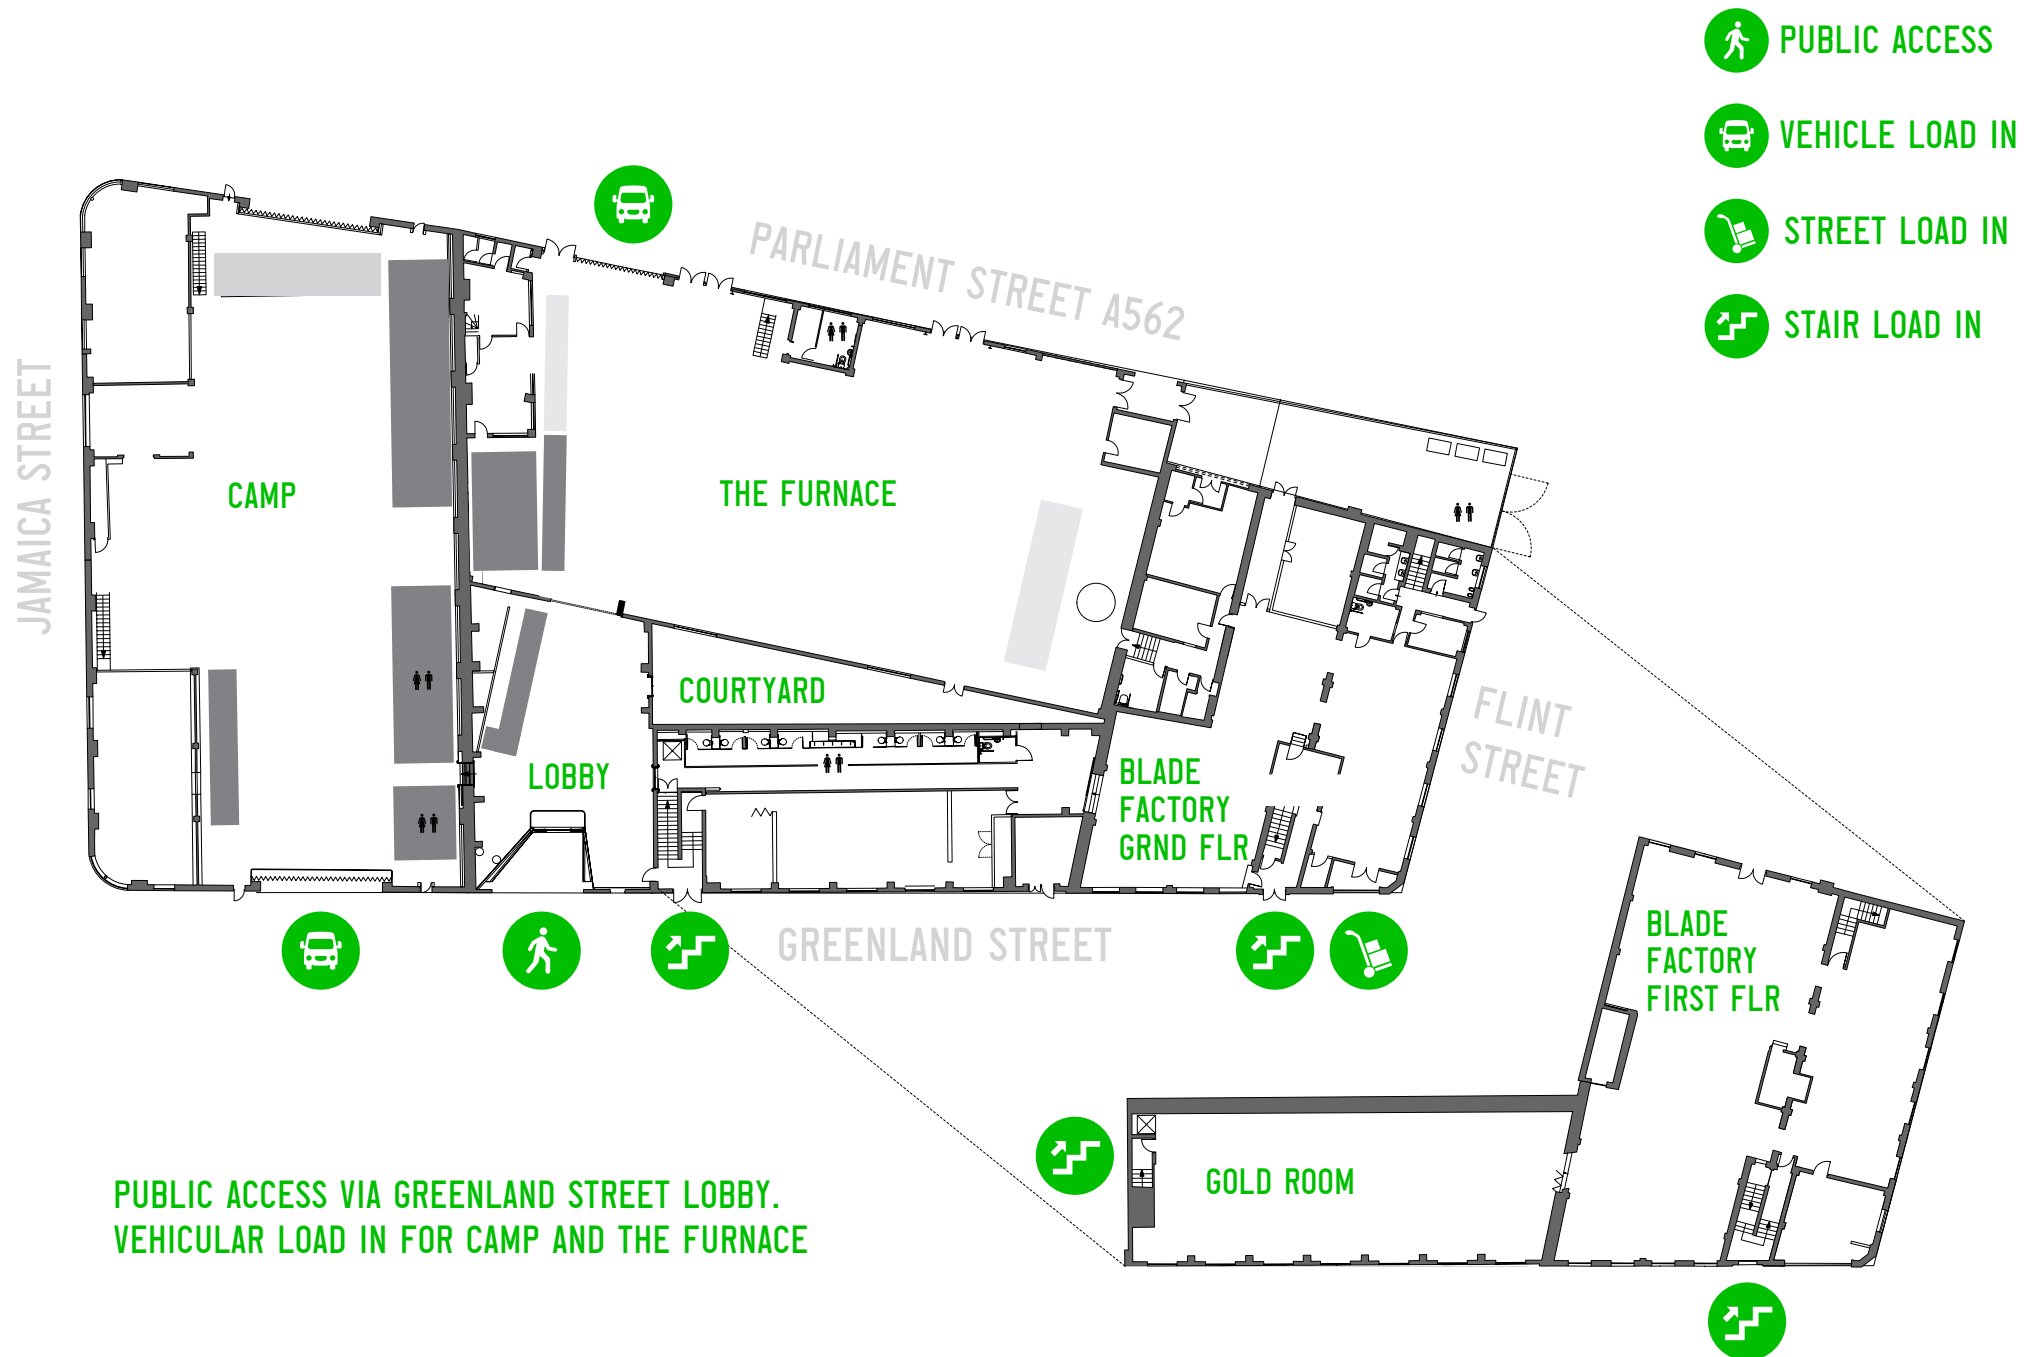 PUBLIC ACCESS
VEHICLE LOAD IN
STREET LOAD IN
STAIR LOAD IN
PARLIAMENT STREET A562
JAMAICA STREET
CAMP
THE FURNACE
COURTYARD
LOBBY
BLADE
FACTORY
GRND FLR
FLINT
STREET
GREENLAND STREET
BLADE
FACTORY
FIRST FLR
GOLD ROOM
PUBLIC ACCESS VIA GREENLAND STREET LOBBY.
VEHICULAR LOAD IN FOR CAMP AND THE FURNACE